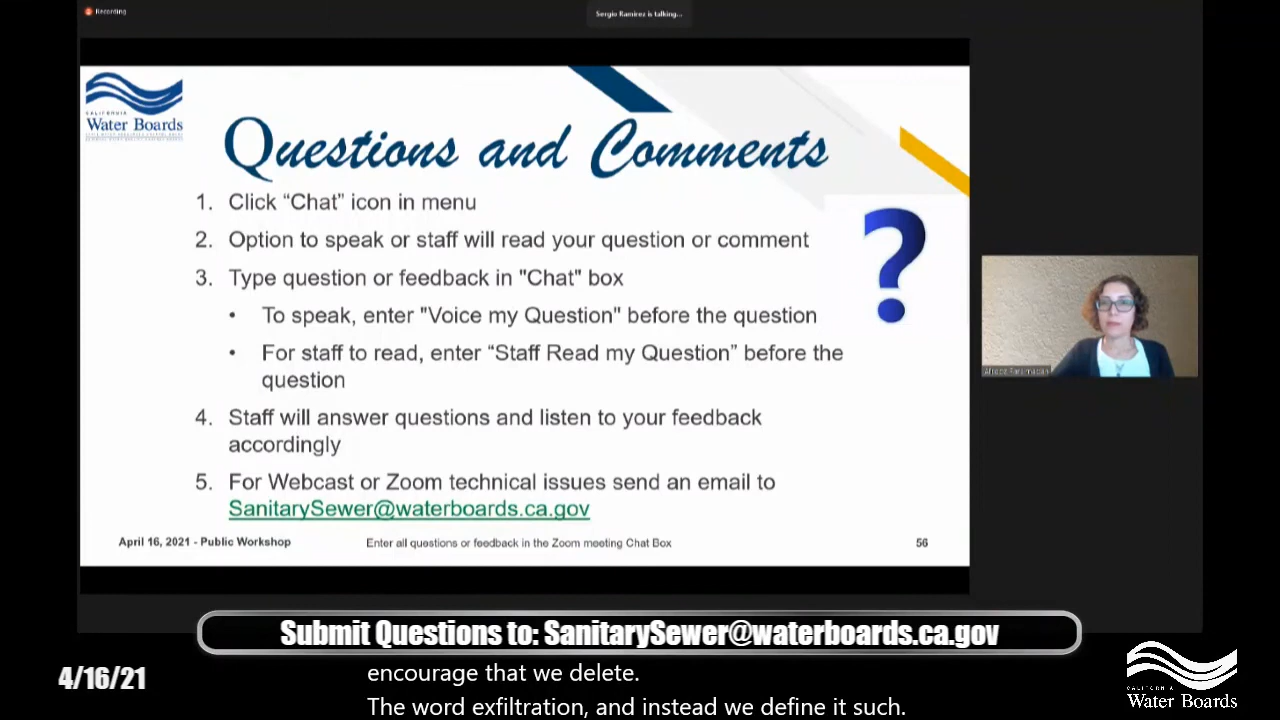 Recording
Sergio Ramirez is talking...
CALIFORNIA
Water Boards
Questions and Comments
1. Click “Chat” icon in menu
2. Option to speak or staff will read your question or comment
3. Type question or feedback in "Chat" box
• To speak, enter "Voice my Question" before the question
• For staff to read, enter “Staff Read my Question” before the
question
4. Staff will answer questions and listen to your feedback
accordingly
5. For Webcast or Zoom technical issues send an email to
SanitarySewer@waterboards.ca.gov
April 16, 2021 - Public Workshop
Enter all questions or feedback in the Zoom meeting Chat Box
56
Submit Questions to: SanitarySewer@waterboards.ca.gov
4/16/21
encourage that we delete.
The word exfiltration, and instead we define it such.
CALIFORNIA
Water Boards